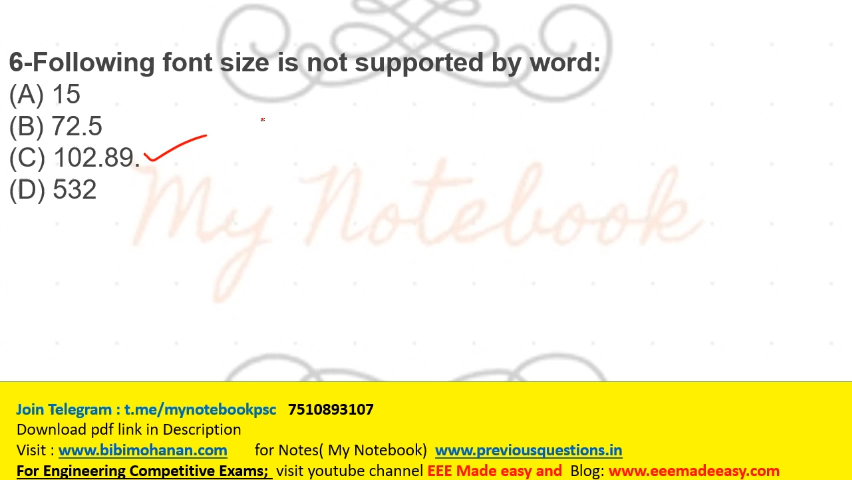 6-Following font size is not supported by word:
(A) 15
(B) 72.5
(C) 102.89.
(D) 532
My Notebook
Join Telegram : t.me/mynotebookpsc 7510893107
Download pdf link in Description
Visit : www.bibimohanan.com for Notes( My Notebook) www.previousquestions.in
For Engineering Competitive Exams; visit youtube channel EEE Made easy and Blog: www.eeemadeeasy.com